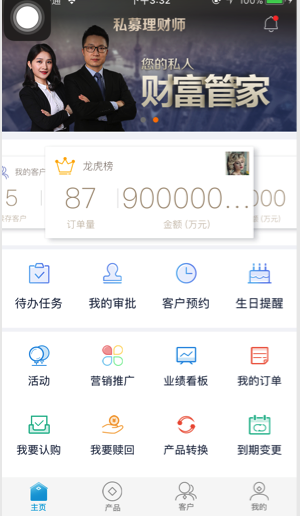 通 下午3:32 100%
私募理财师
您的私人
财富管家
我的客户
龙虎榜
5 87 900000... 00
订单量 金额 (万元)
待办任务 我的审批 客户预约 生日提醒
活动 营销推广 业绩看板 我的订单
我要认购 我要赎回 产品转换 到期变更
主页 产品 客户 我的